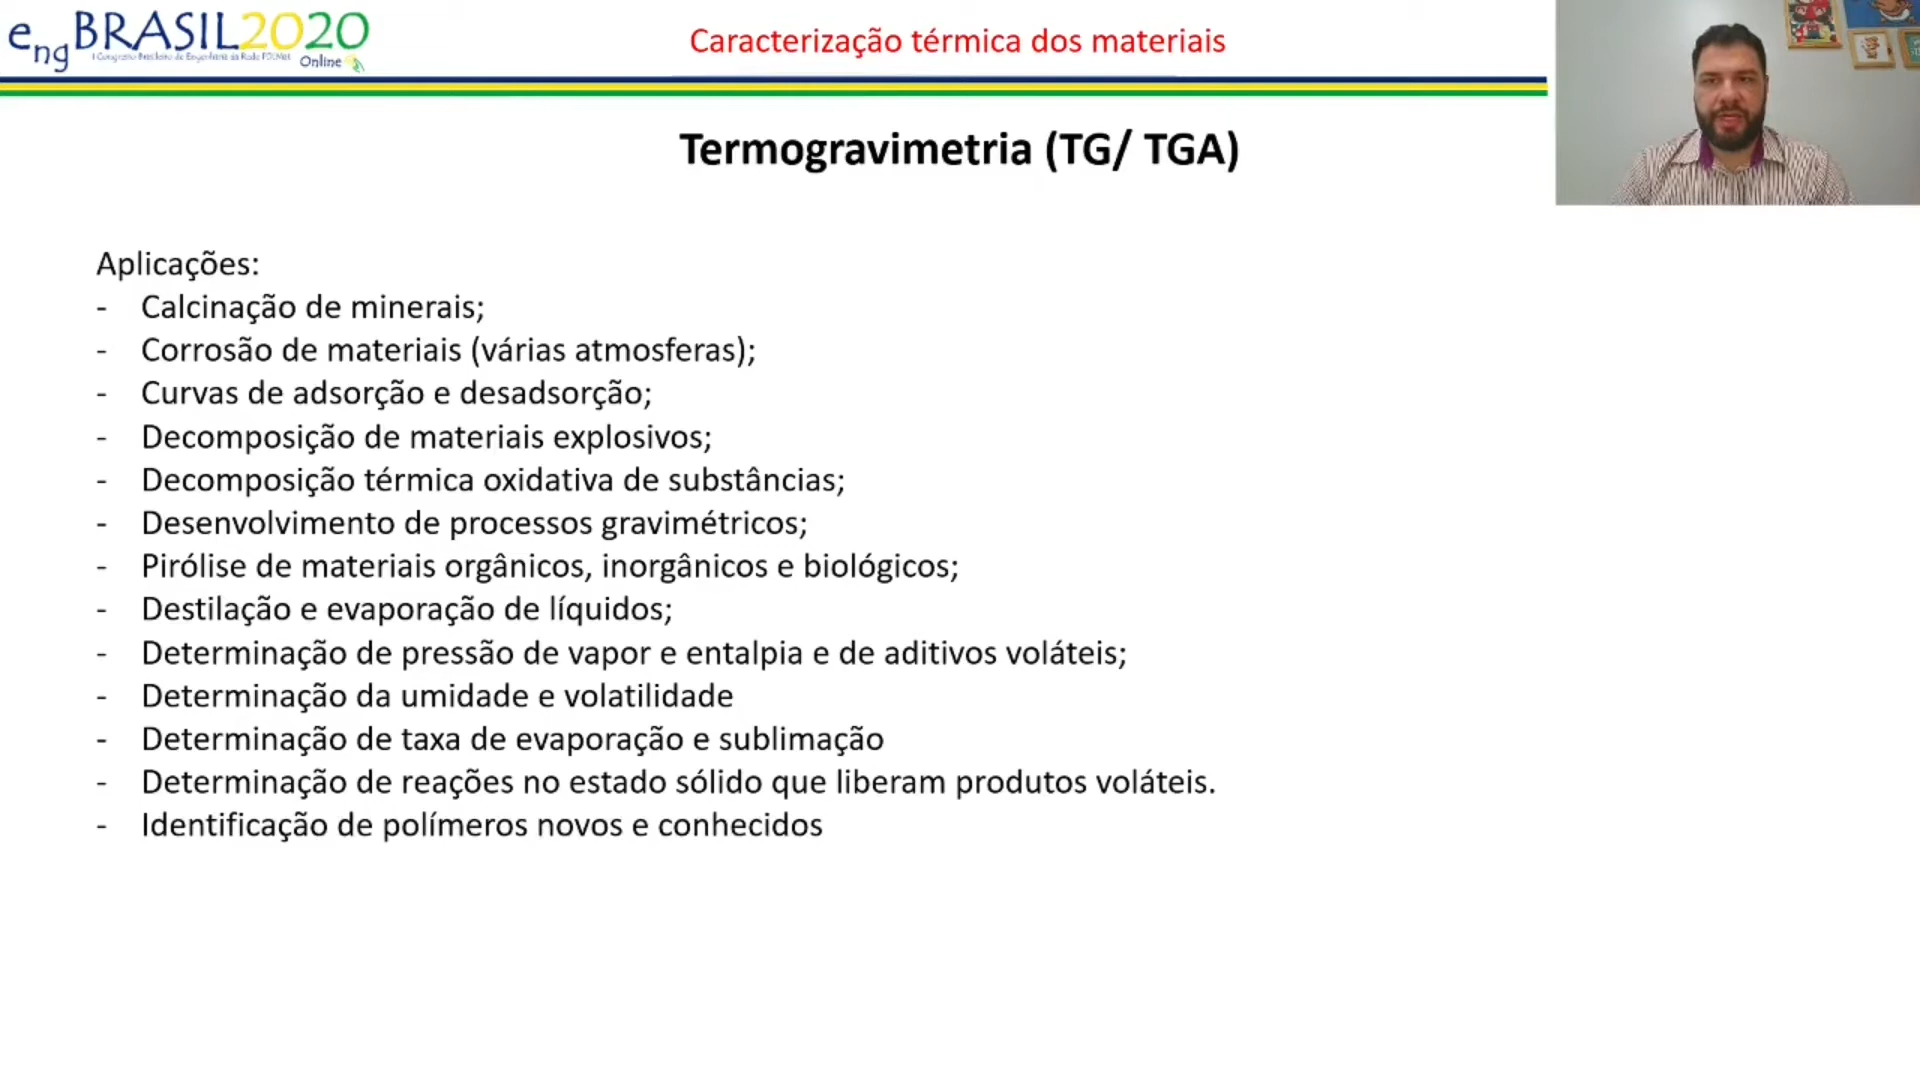 engBRASIL2020
I Congresso Brasileiro de Engenharia da Rede
Online
Caracterização térmica dos materiais
Termogravimetria (TG/ TGA)
Aplicações:
- Calcinação de minerais;
- Corrosão de materiais (várias atmosferas);
- Curvas de adsorção e desadsorção;
- Decomposição de materiais explosivos;
- Decomposição térmica oxidativa de substâncias;
- Desenvolvimento de processos gravimétricos;
- Pirólise de materiais orgânicos, inorgânicos e biológicos;
- Destilação e evaporação de líquidos;
- Determinação de pressão de vapor e entalpia e de aditivos voláteis;
- Determinação da umidade e volatilidade
- Determinação de taxa de evaporação e sublimação
- Determinação de reações no estado sólido que liberam produtos voláteis.
- Identificação de polímeros novos e conhecidos